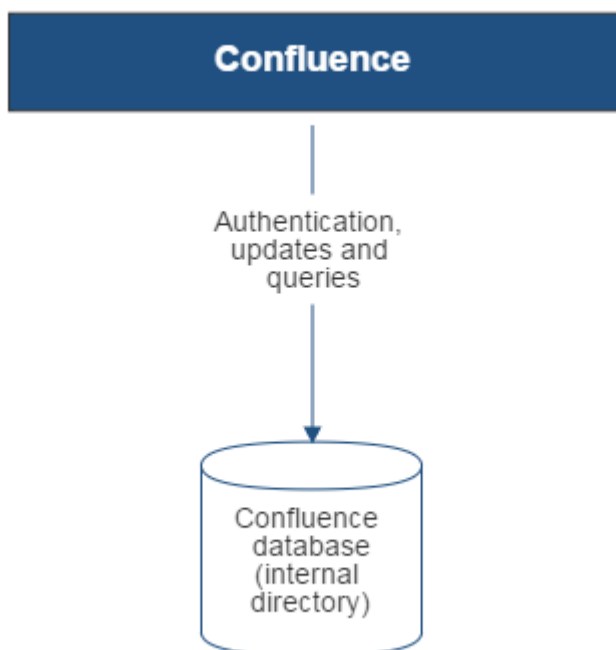 Confluence
Authentication,
updates and
queries
Confluence
database
(internal
directory)